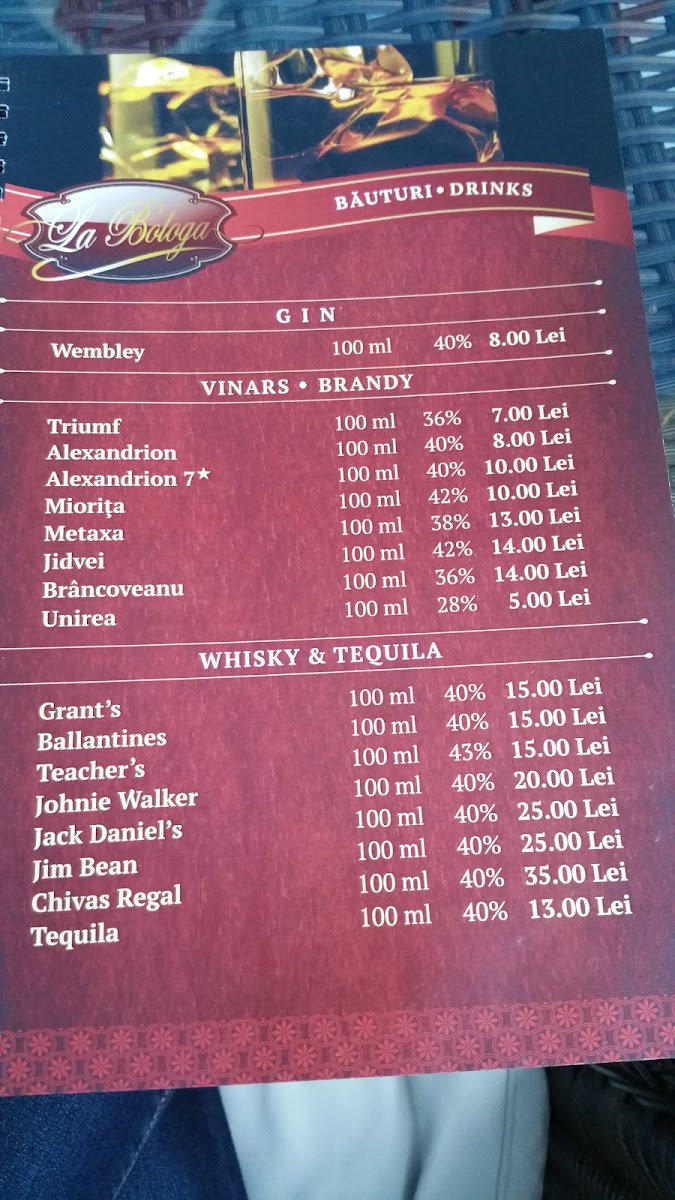 BĂUTURI • DRINKS
La Bologa
GIN
Wembley 100 ml 40% 8.00 Lei
VINARS • BRANDY
Triumf 100 ml 36% 7.00 Lei
Alexandrion 100 ml 40% 8.00 Lei
Alexandrion 7★ 100 ml 40% 10.00 Lei
Mioriţa 100 ml 42% 10.00 Lei
Metaxa 100 ml 38% 13.00 Lei
Jidvei 100 ml 42% 14.00 Lei
Brâncoveanu 100 ml 36% 14.00 Lei
Unirea 100 ml 28% 5.00 Lei
WHISKY & TEQUILA
Grant's 100 ml 40% 15.00 Lei
Ballantines 100 ml 40% 15.00 Lei
Teacher's 100 ml 43% 15.00 Lei
Johnie Walker 100 ml 40% 20.00 Lei
Jack Daniel's 100 ml 40% 25.00 Lei
Jim Bean 100 ml 40% 25.00 Lei
Chivas Regal 100 ml 40% 35.00 Lei
Tequila 100 ml 40% 13.00 Lei